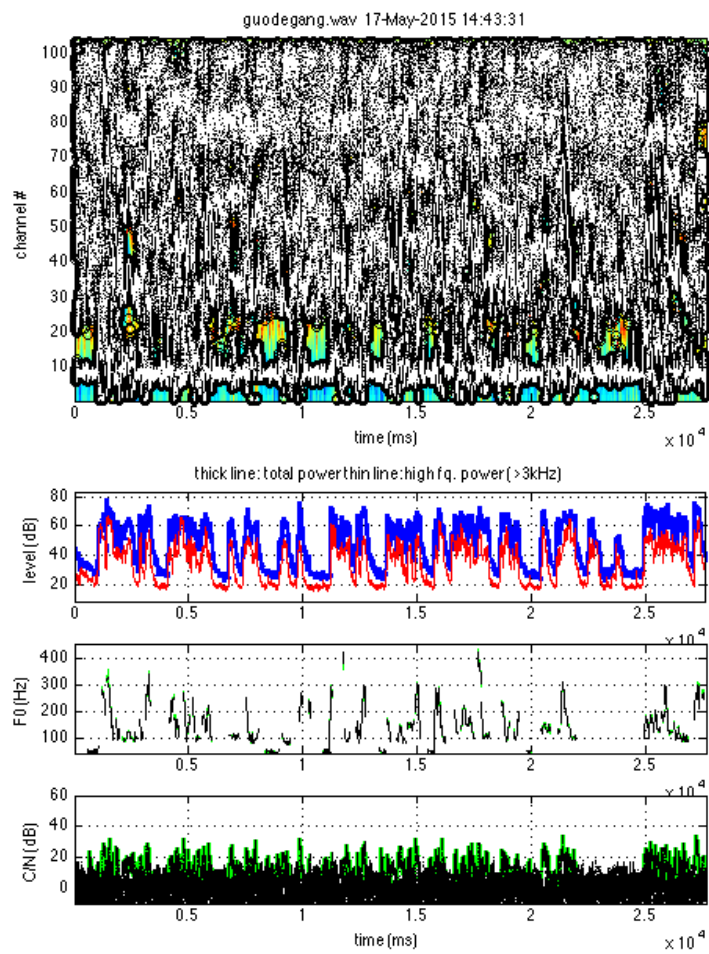 guodegang.wav 17-May-2015 14:43:31
100
90
80
70
60
50
40
30
20
10
channel #
0 0.5 1 1.5 2 2.5
time (ms)
x 10^4
thick line: total power thin line: high fq. power ( >3kHz)
80
60
40
20
level (dB)
0 0.5 1 1.5 2 2.5
x 10^4
400
300
200
100
F0 (Hz)
0.5 1 1.5 2 2.5
x 10
60
40
20
0
C/N (dB)
0.5 1 1.5 2 2.5
time (ms)
x 10^4